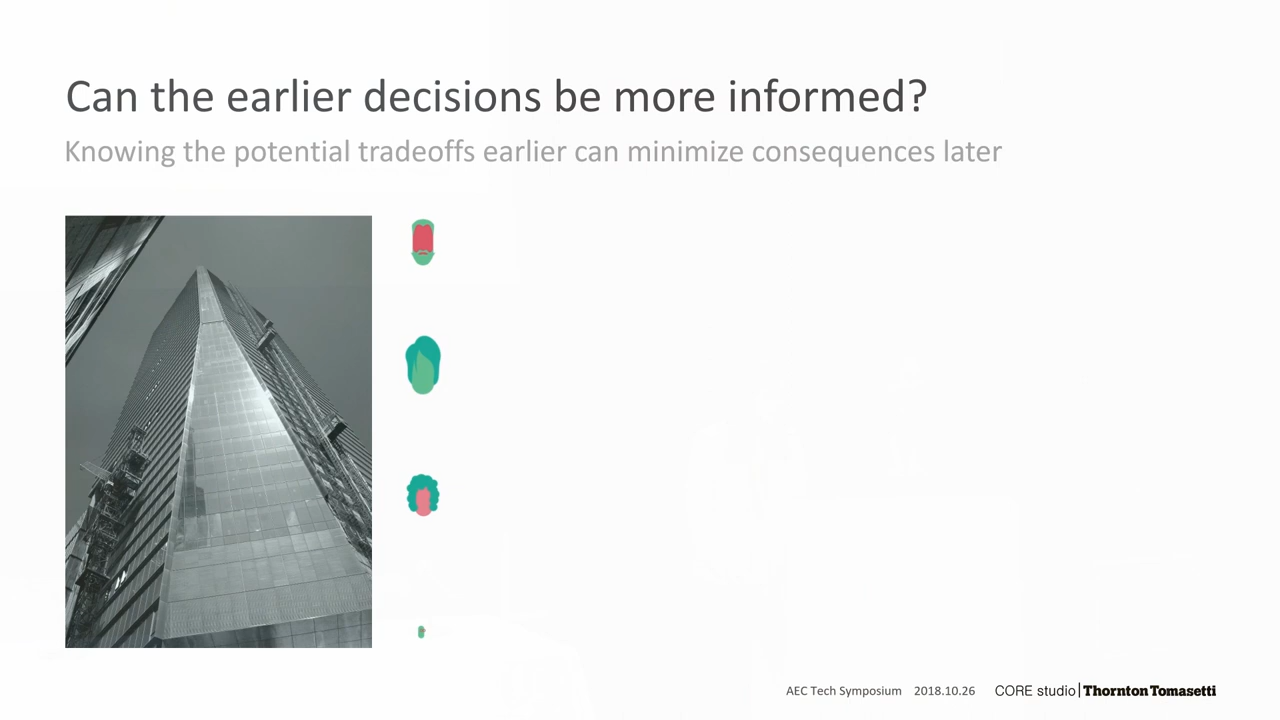 Can the earlier decisions be more informed?
Knowing the potential tradeoffs earlier can minimize consequences later
AEC Tech Symposium 2018.10.26 CORE studio | Thornton Tomasetti